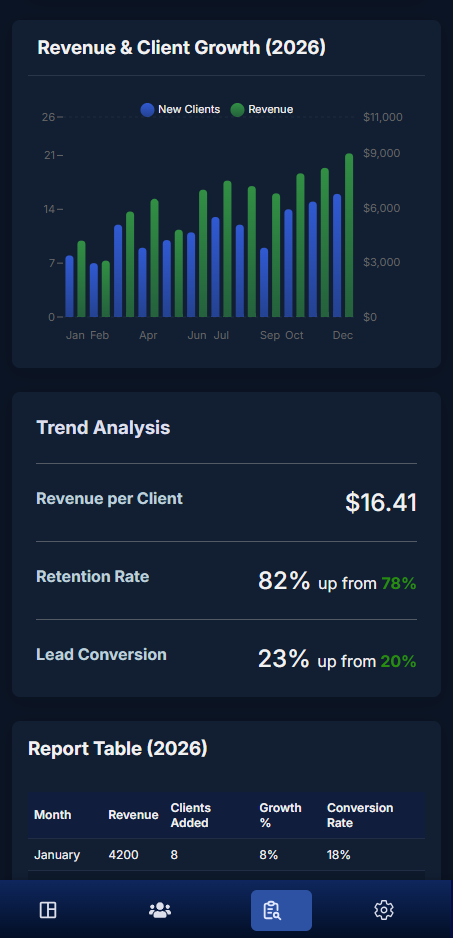 Revenue & Client Growth (2026)
New Clients Revenue
26 $11,000
21 $9,000
14 $6,000
7 $3,000
0 $0
Jan Feb Apr Jun Jul Sep Oct Dec
Trend Analysis
Revenue per Client $16.41
Retention Rate 82% up from 78%
Lead Conversion 23% up from 20%
Report Table (2026)
Month Revenue Clients Added Growth % Conversion Rate
January 4200 8 8% 18%